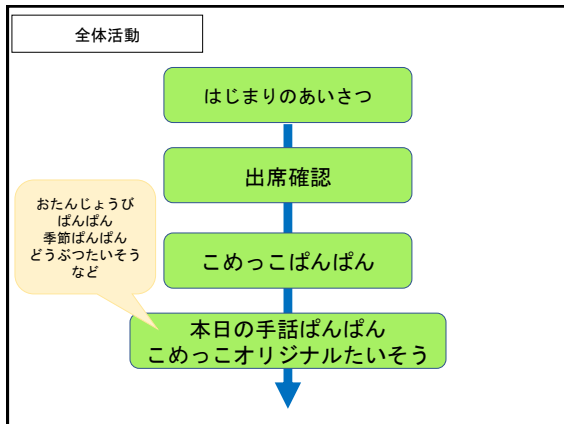 全体活動
はじまりのあいさつ
出席確認
こめっこぱんぱん
おたんじょうび
ぱんぱん
季節ぱんぱん
どうぶつたいそう
など
本日の手話ぱんぱん
こめっこオリジナルたいそう